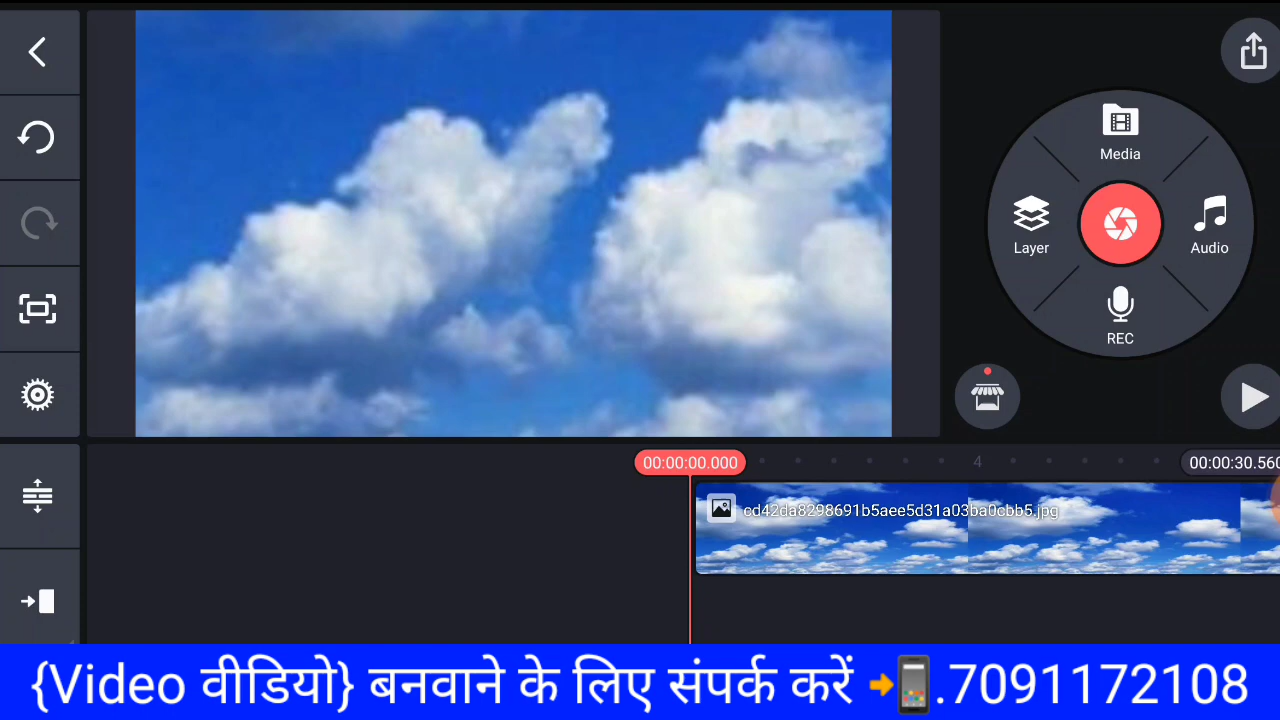 Media
Layer
Audio
REC
00:00:00.000
4
00:00:30.560
cd42da8298691b5aee5d31a03ba0cbb5.jpg
{Video वीडियो} बनवाने के लिए संपर्क करें ➜📱.7091172108